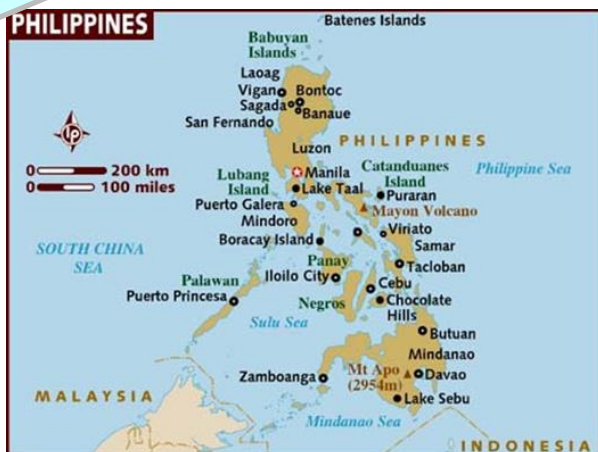 PHILIPPINES
Batenes Islands
Babuyan
Islands
Laoag
Vigan
Bontoc
Sagada
Banaue
San Fernando
Luzon
PHILIPPINES
0 200 km
0 100 miles
Manila
Catanduanes
Island
Philippine Sea
Lubang
Island
Lake Taal
Puraran
Puerto Galera
Mayon Volcano
Mindoro
Viriato
Boracay Island
Samar
SOUTH CHINA
SEA
Panay
Tacloban
Palawan
Iloilo City
Cebu
Puerto Princesa
Negros
Chocolate
Hills
Sulu Sea
Butuan
Mindanao
Mt Apo
(2954m)
Davao
Zamboanga
MALAYSIA
Lake Sebu
Mindanao Sea
INDONESIA